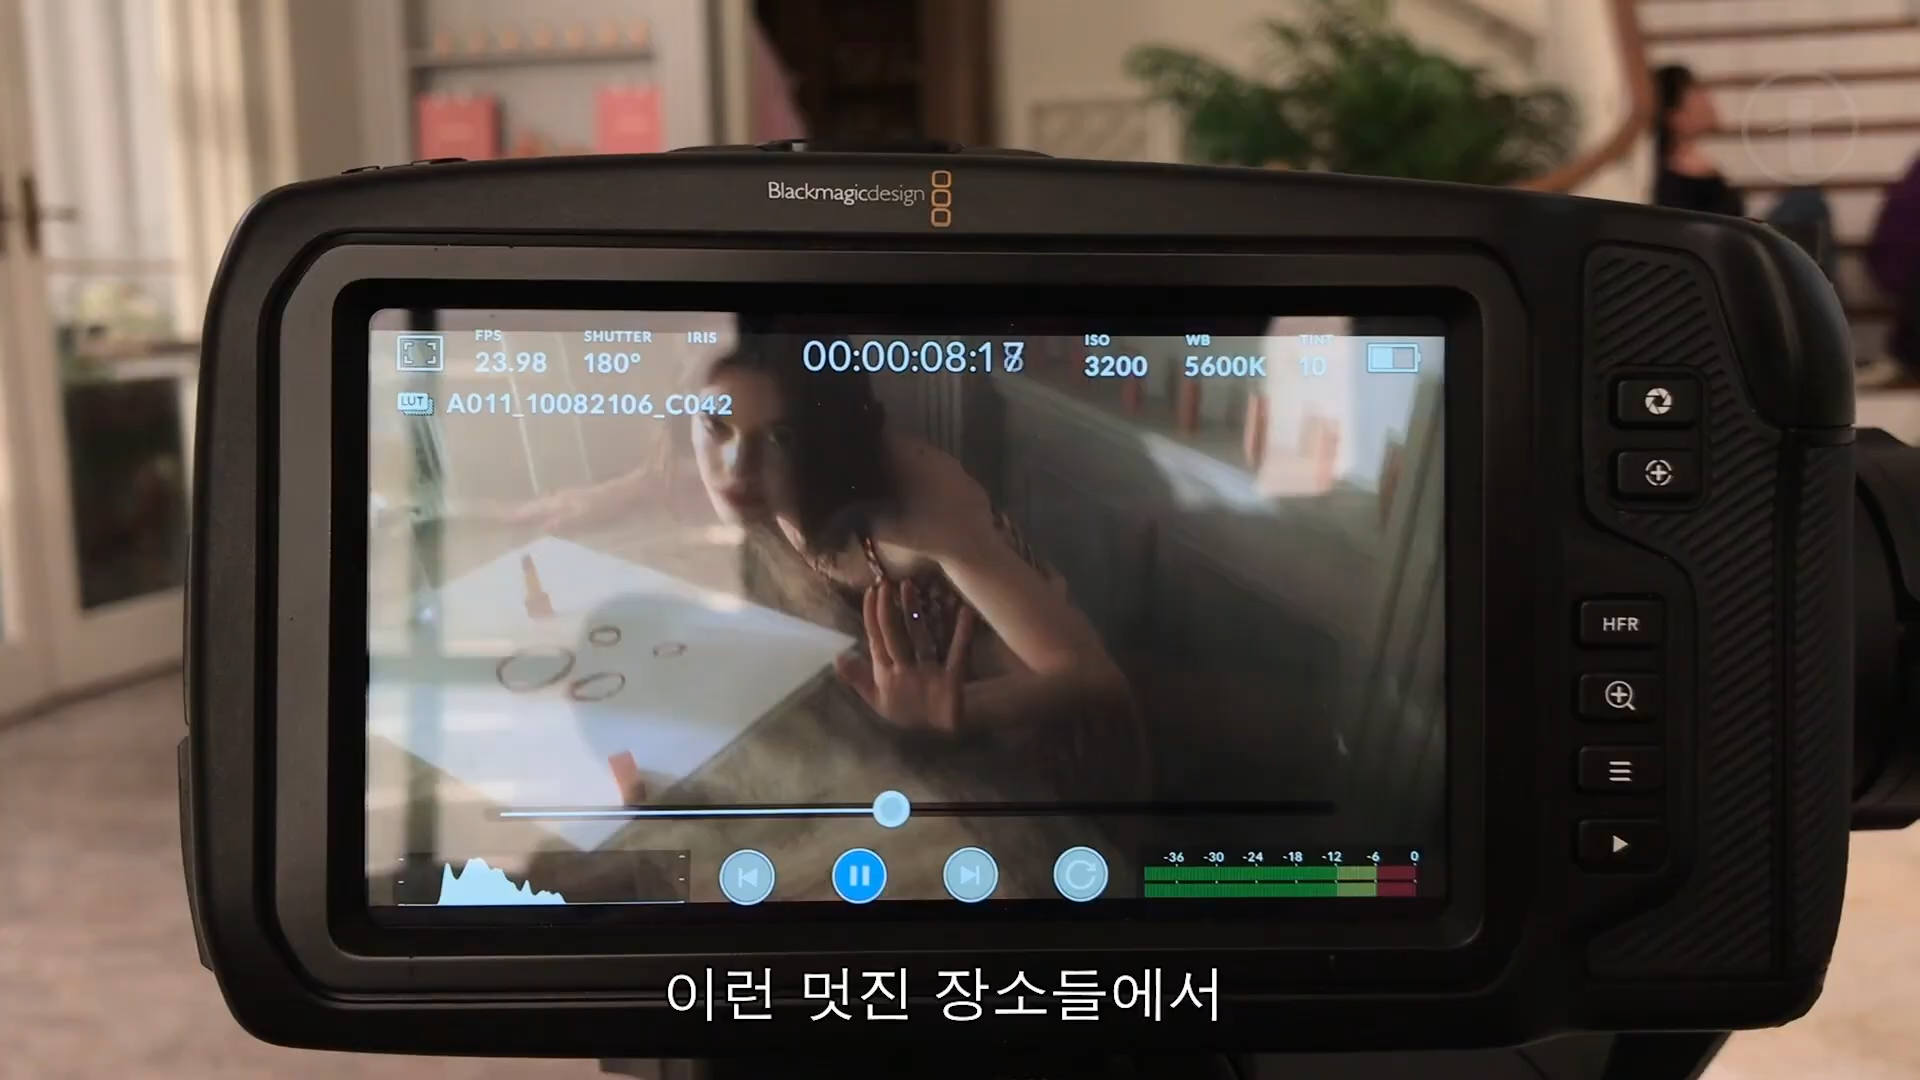 Blackmagicdesign
FPS SHUTTER IRIS ISO WB TINT
23.98 180° 00:00:08:1 3200 5600K 10
LUT A011_10082106_C042
HFR
-36 -30 -24 -18 -12 -6 0
이런 멋진 장소들에서